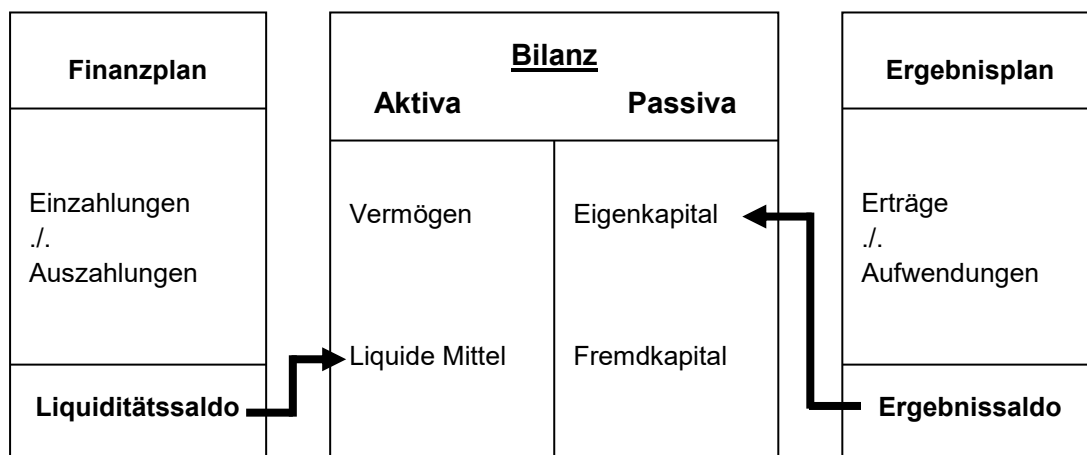 Finanzplan
Einzahlungen
./.
Auszahlungen
Liquiditätssaldo
Bilanz
Aktiva Passiva
Vermögen Eigenkapital
Liquide Mittel Fremdkapital
Ergebnisplan
Erträge
./.
Aufwendungen
Ergebnissaldo